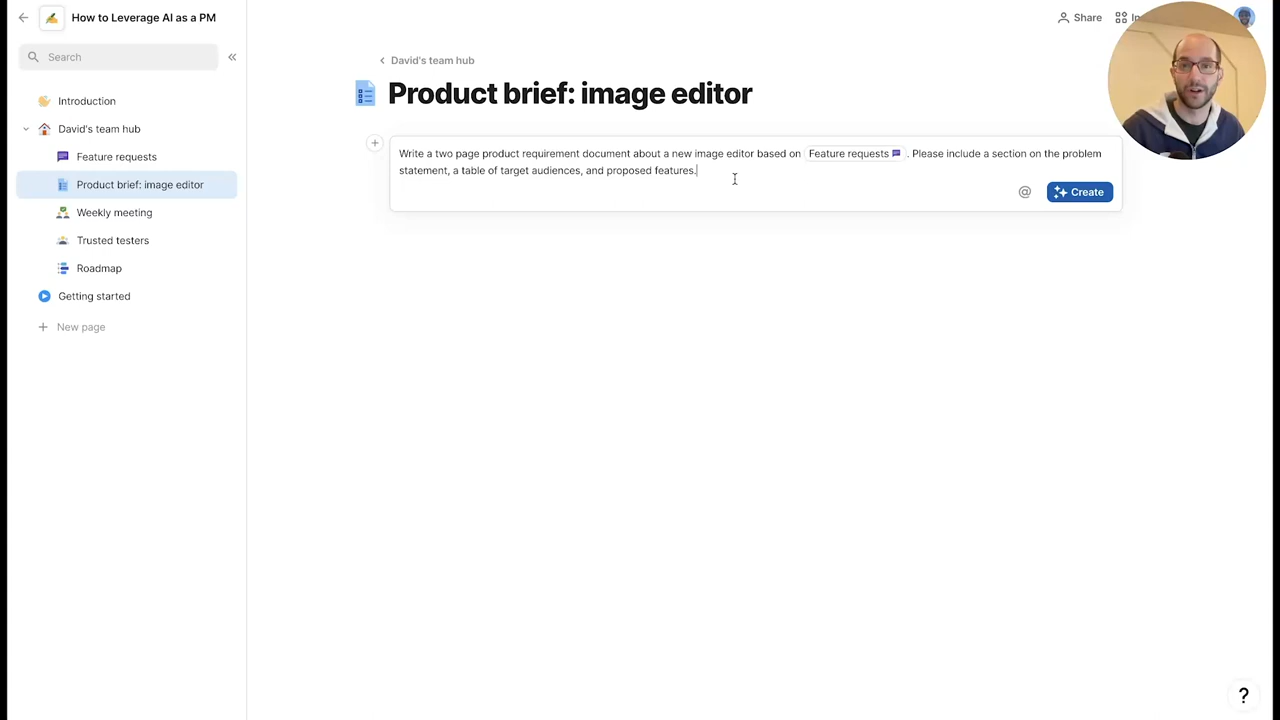 How to Leverage AI as a PM
Share
Search
Introduction
David's team hub
Feature requests
Product brief: image editor
Weekly meeting
Trusted testers
Roadmap
Getting started
New page
David's team hub
Product brief: image editor
Write a two page product requirement document about a new image editor based on Feature requests . Please include a section on the problem
statement, a table of target audiences, and proposed features.
@
Create
?